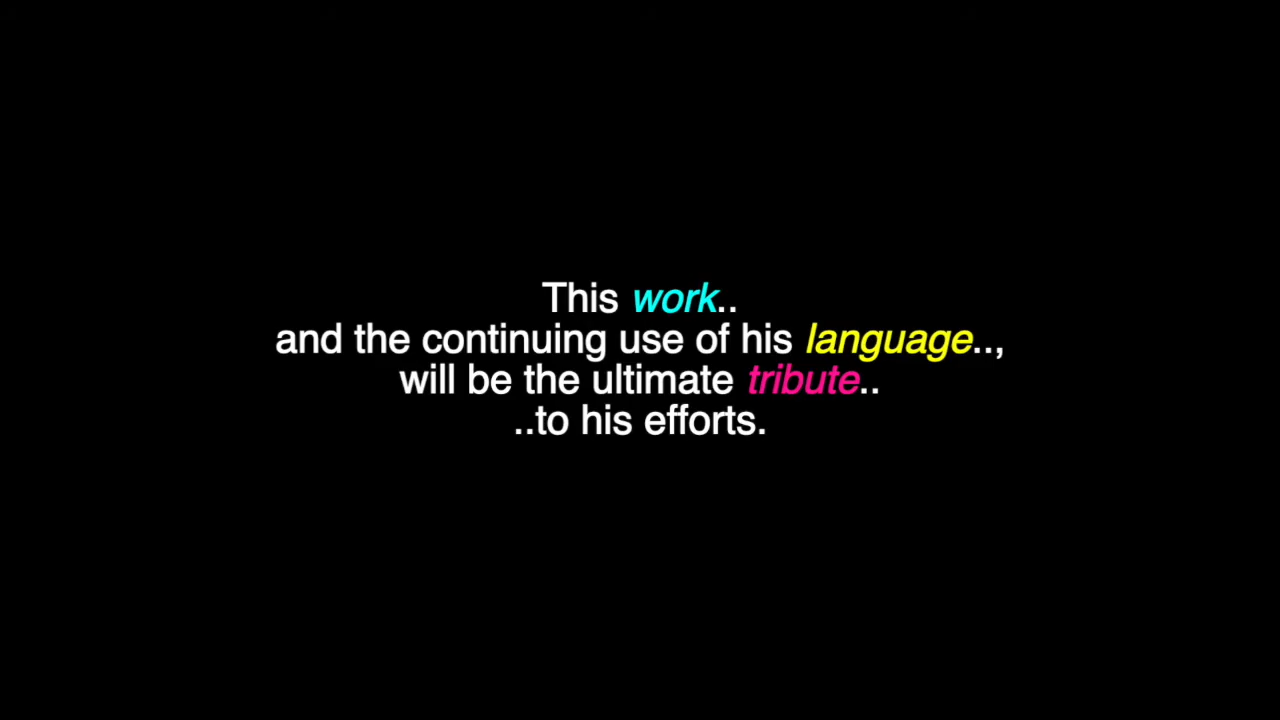 This work..
and the continuing use of his language..,
will be the ultimate tribute..
..to his efforts.